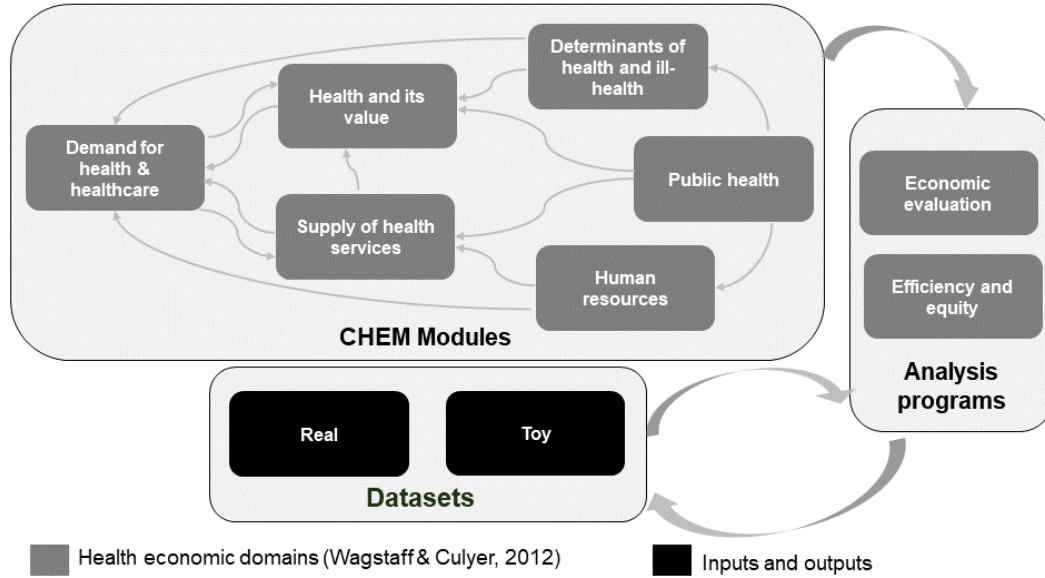 Determinants of
health and ill-
health
Health and its
value
Demand for
health &
healthcare
Public health
Supply of health
services
Human
resources
CHEM Modules
Economic
evaluation
Efficiency and
equity
Analysis
programs
Real
Toy
Datasets
Health economic domains (Wagstaff & Culyer, 2012)
Inputs and outputs